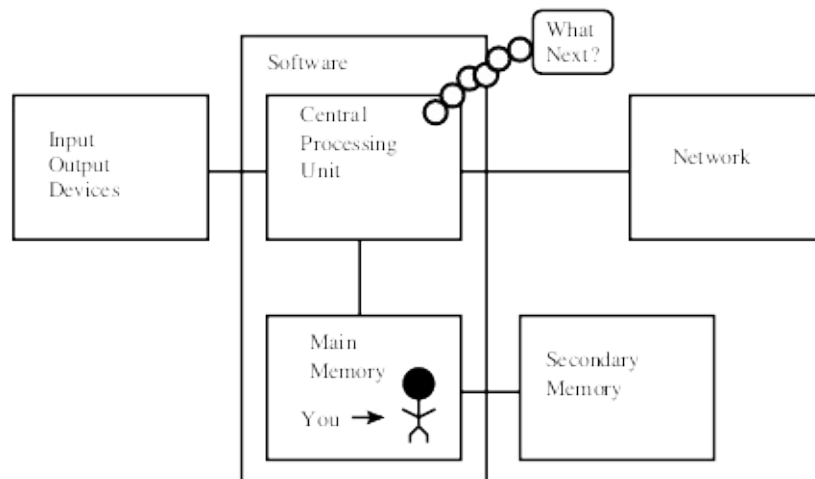 What
Next?
Software
Input
Output
Devices
Central
Processing
Unit
Network
Main
Memory
You
Secondary
Memory